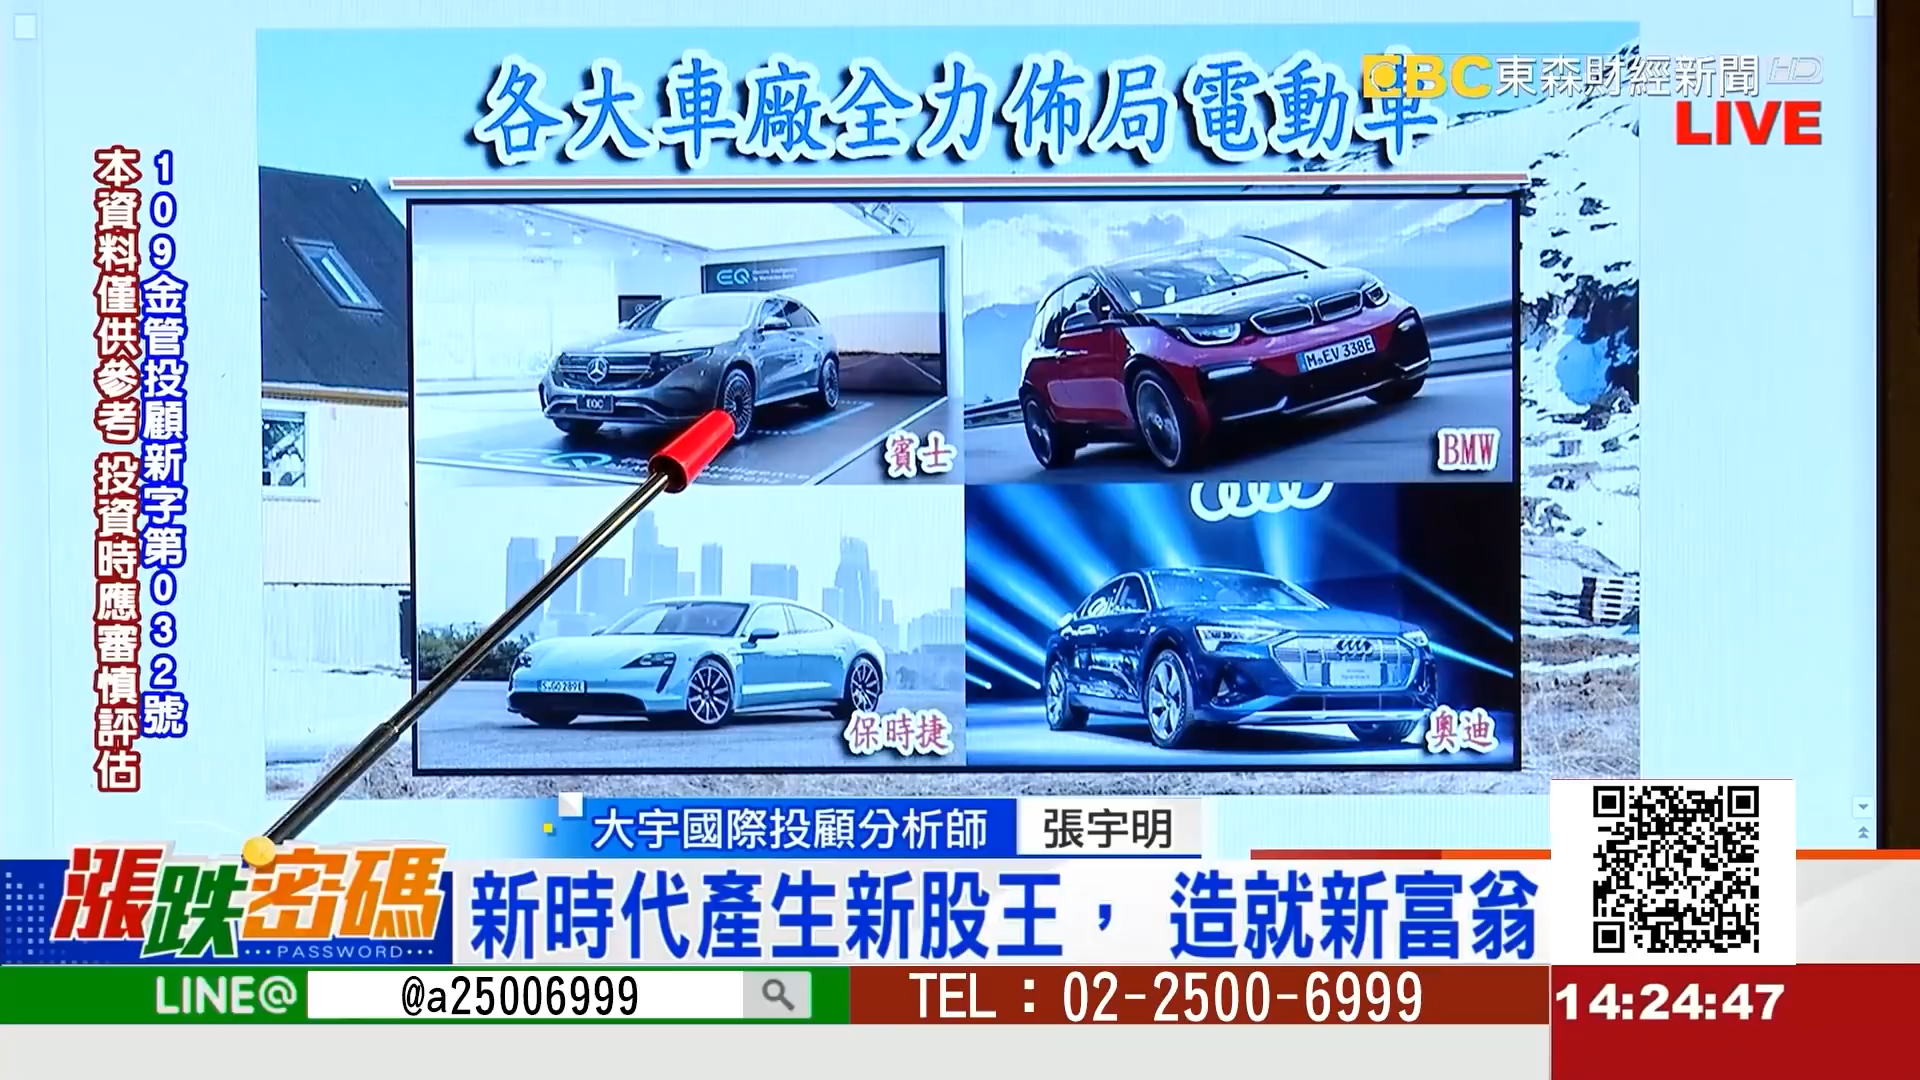 各大車廠全力佈局電動車
EBC東森財經新聞HD
LIVE
109金管投顧新字第032號
本資料僅供參考 投資時應審慎評估
EQ
EQC
賓士
M EV 338E
BMW
S GO 289E
保時捷
奧迪
大宇國際投顧分析師
張宇明
漲跌密碼
PASSWORD
新時代產生新股王， 造就新富翁
LINE@
@a25006999
TEL：02-2500-6999
14:24:47